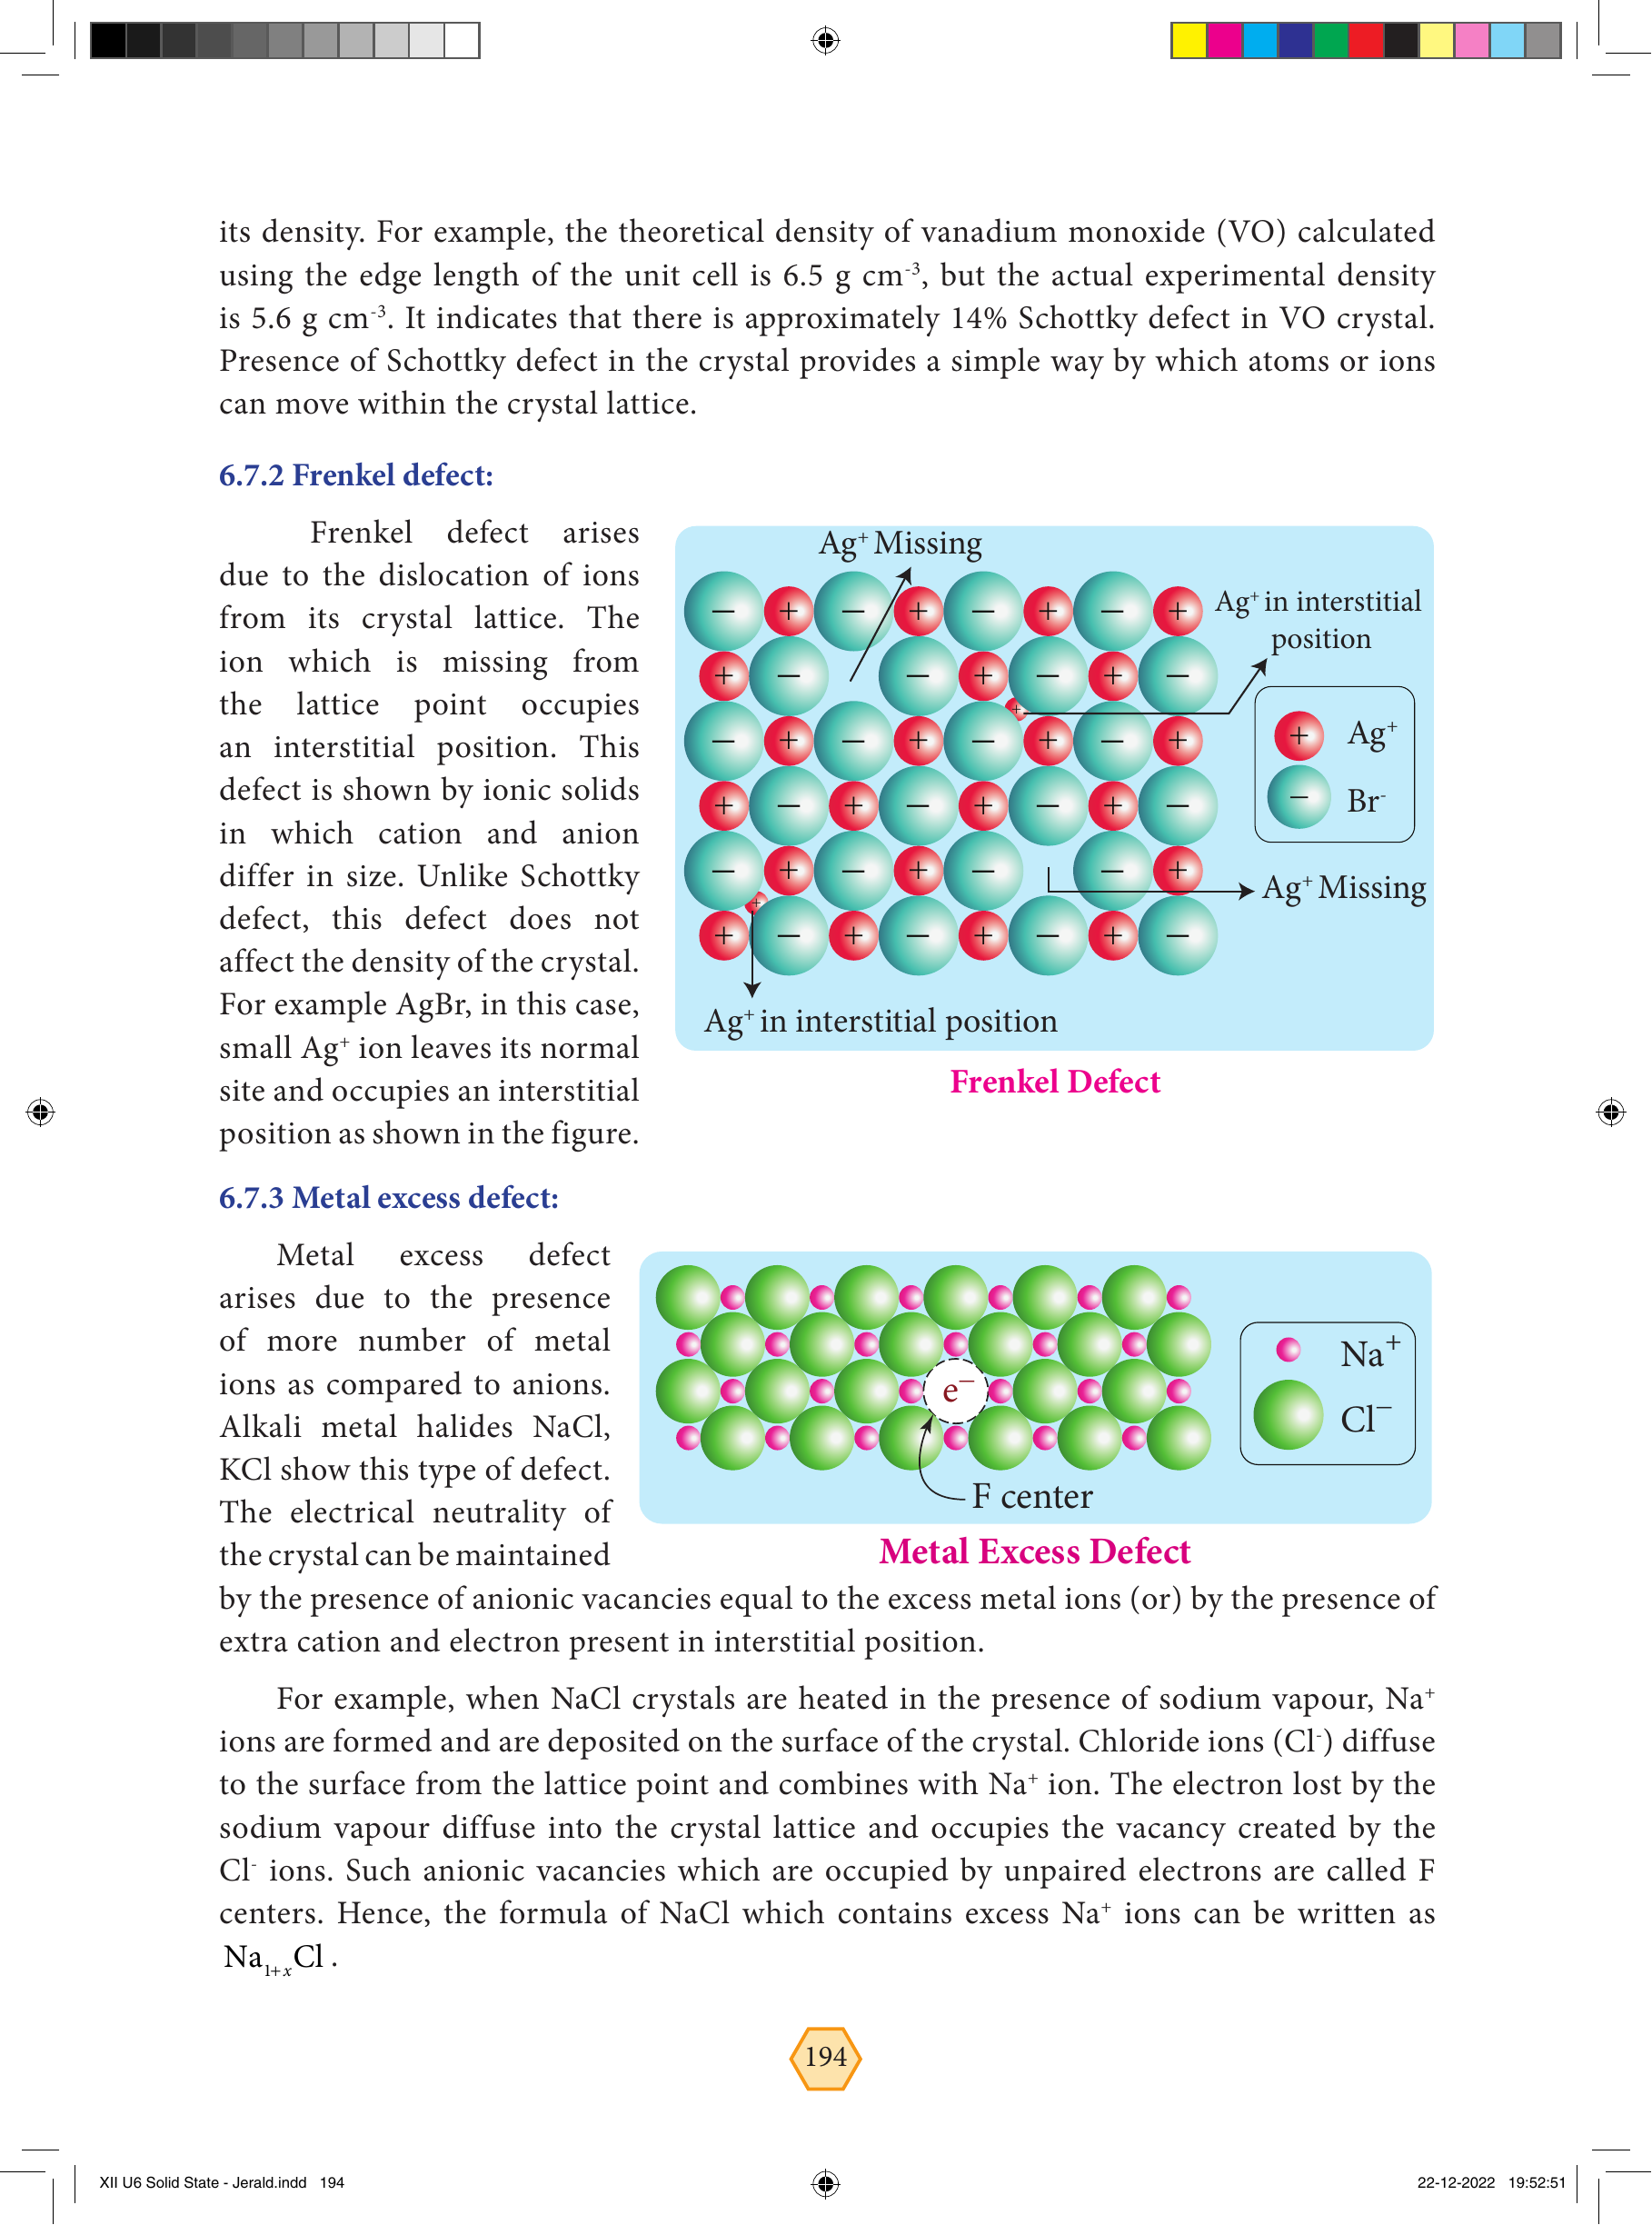 its density. For example, the theoretical density of vanadium monoxide (VO) calculated
using the edge length of the unit cell is 6.5 g cm⁻³, but the actual experimental density
is 5.6 g cm⁻³. It indicates that there is approximately 14% Schottky defect in VO crystal.
Presence of Schottky defect in the crystal provides a simple way by which atoms or ions
can move within the crystal lattice.
6.7.2 Frenkel defect:
Frenkel defect arises
due to the dislocation of ions
from its crystal lattice. The
ion which is missing from
the lattice point occupies
an interstitial position. This
defect is shown by ionic solids
in which cation and anion
differ in size. Unlike Schottky
defect, this defect does not
affect the density of the crystal.
For example AgBr, in this case,
small Ag⁺ ion leaves its normal
site and occupies an interstitial
position as shown in the figure.
Ag⁺ Missing
− + − + − + − +
Ag⁺ in interstitial
position
+ − − + − + −
+
− + − + − + − +
Ag⁺
+ − + − + − + −
Br⁻
− + − + − − +
Ag⁺ Missing
+
+ − + − + − + −
Ag⁺ in interstitial position
Frenkel Defect
6.7.3 Metal excess defect:
Metal excess defect
arises due to the presence
of more number of metal
ions as compared to anions.
Alkali metal halides NaCl,
KCl show this type of defect.
The electrical neutrality of
the crystal can be maintained
Na⁺
e⁻
Cl⁻
F center
Metal Excess Defect
by the presence of anionic vacancies equal to the excess metal ions (or) by the presence of
extra cation and electron present in interstitial position.
For example, when NaCl crystals are heated in the presence of sodium vapour, Na⁺
ions are formed and are deposited on the surface of the crystal. Chloride ions (Cl⁻) diffuse
to the surface from the lattice point and combines with Na⁺ ion. The electron lost by the
sodium vapour diffuse into the crystal lattice and occupies the vacancy created by the
Cl⁻ ions. Such anionic vacancies which are occupied by unpaired electrons are called F
centers. Hence, the formula of NaCl which contains excess Na⁺ ions can be written as
Na₁₊ₓCl .
194
XII U6 Solid State - Jerald.indd 194
22-12-2022 19:52:51